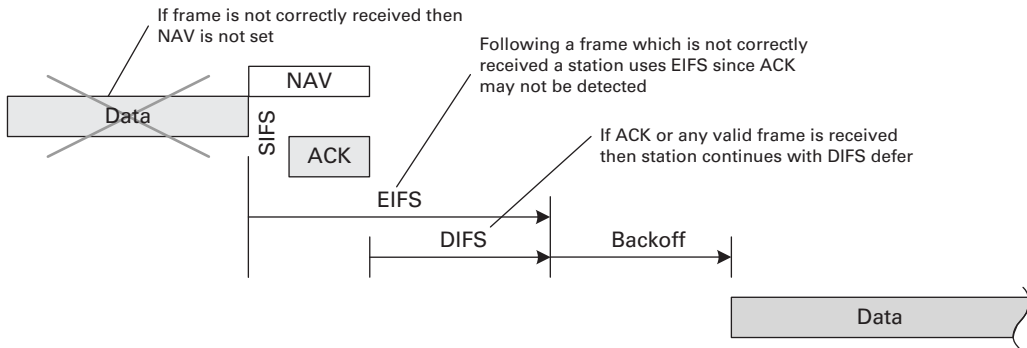 If frame is not correctly received then
NAV is not set
Following a frame which is not correctly
received a station uses EIFS since ACK
may not be detected
NAV
Data
SIFS
ACK
If ACK or any valid frame is received
then station continues with DIFS defer
EIFS
DIFS
Backoff
Data